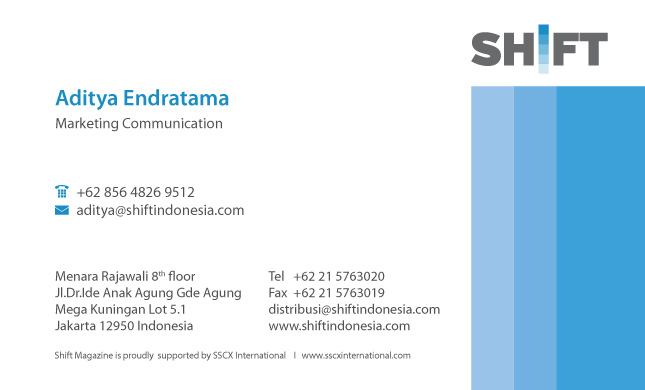 SHIFT
Aditya Endratama
Marketing Communication
+62 856 4826 9512
aditya@shiftindonesia.com
Menara Rajawali 8th floor
Jl.Dr.Ide Anak Agung Gde Agung
Mega Kuningan Lot 5.1
Jakarta 12950 Indonesia
Tel +62 21 5763020
Fax +62 21 5763019
distribusi@shiftindonesia.com
www.shiftindonesia.com
Shift Magazine is proudly supported by SSCX International I www.sscxinternational.com